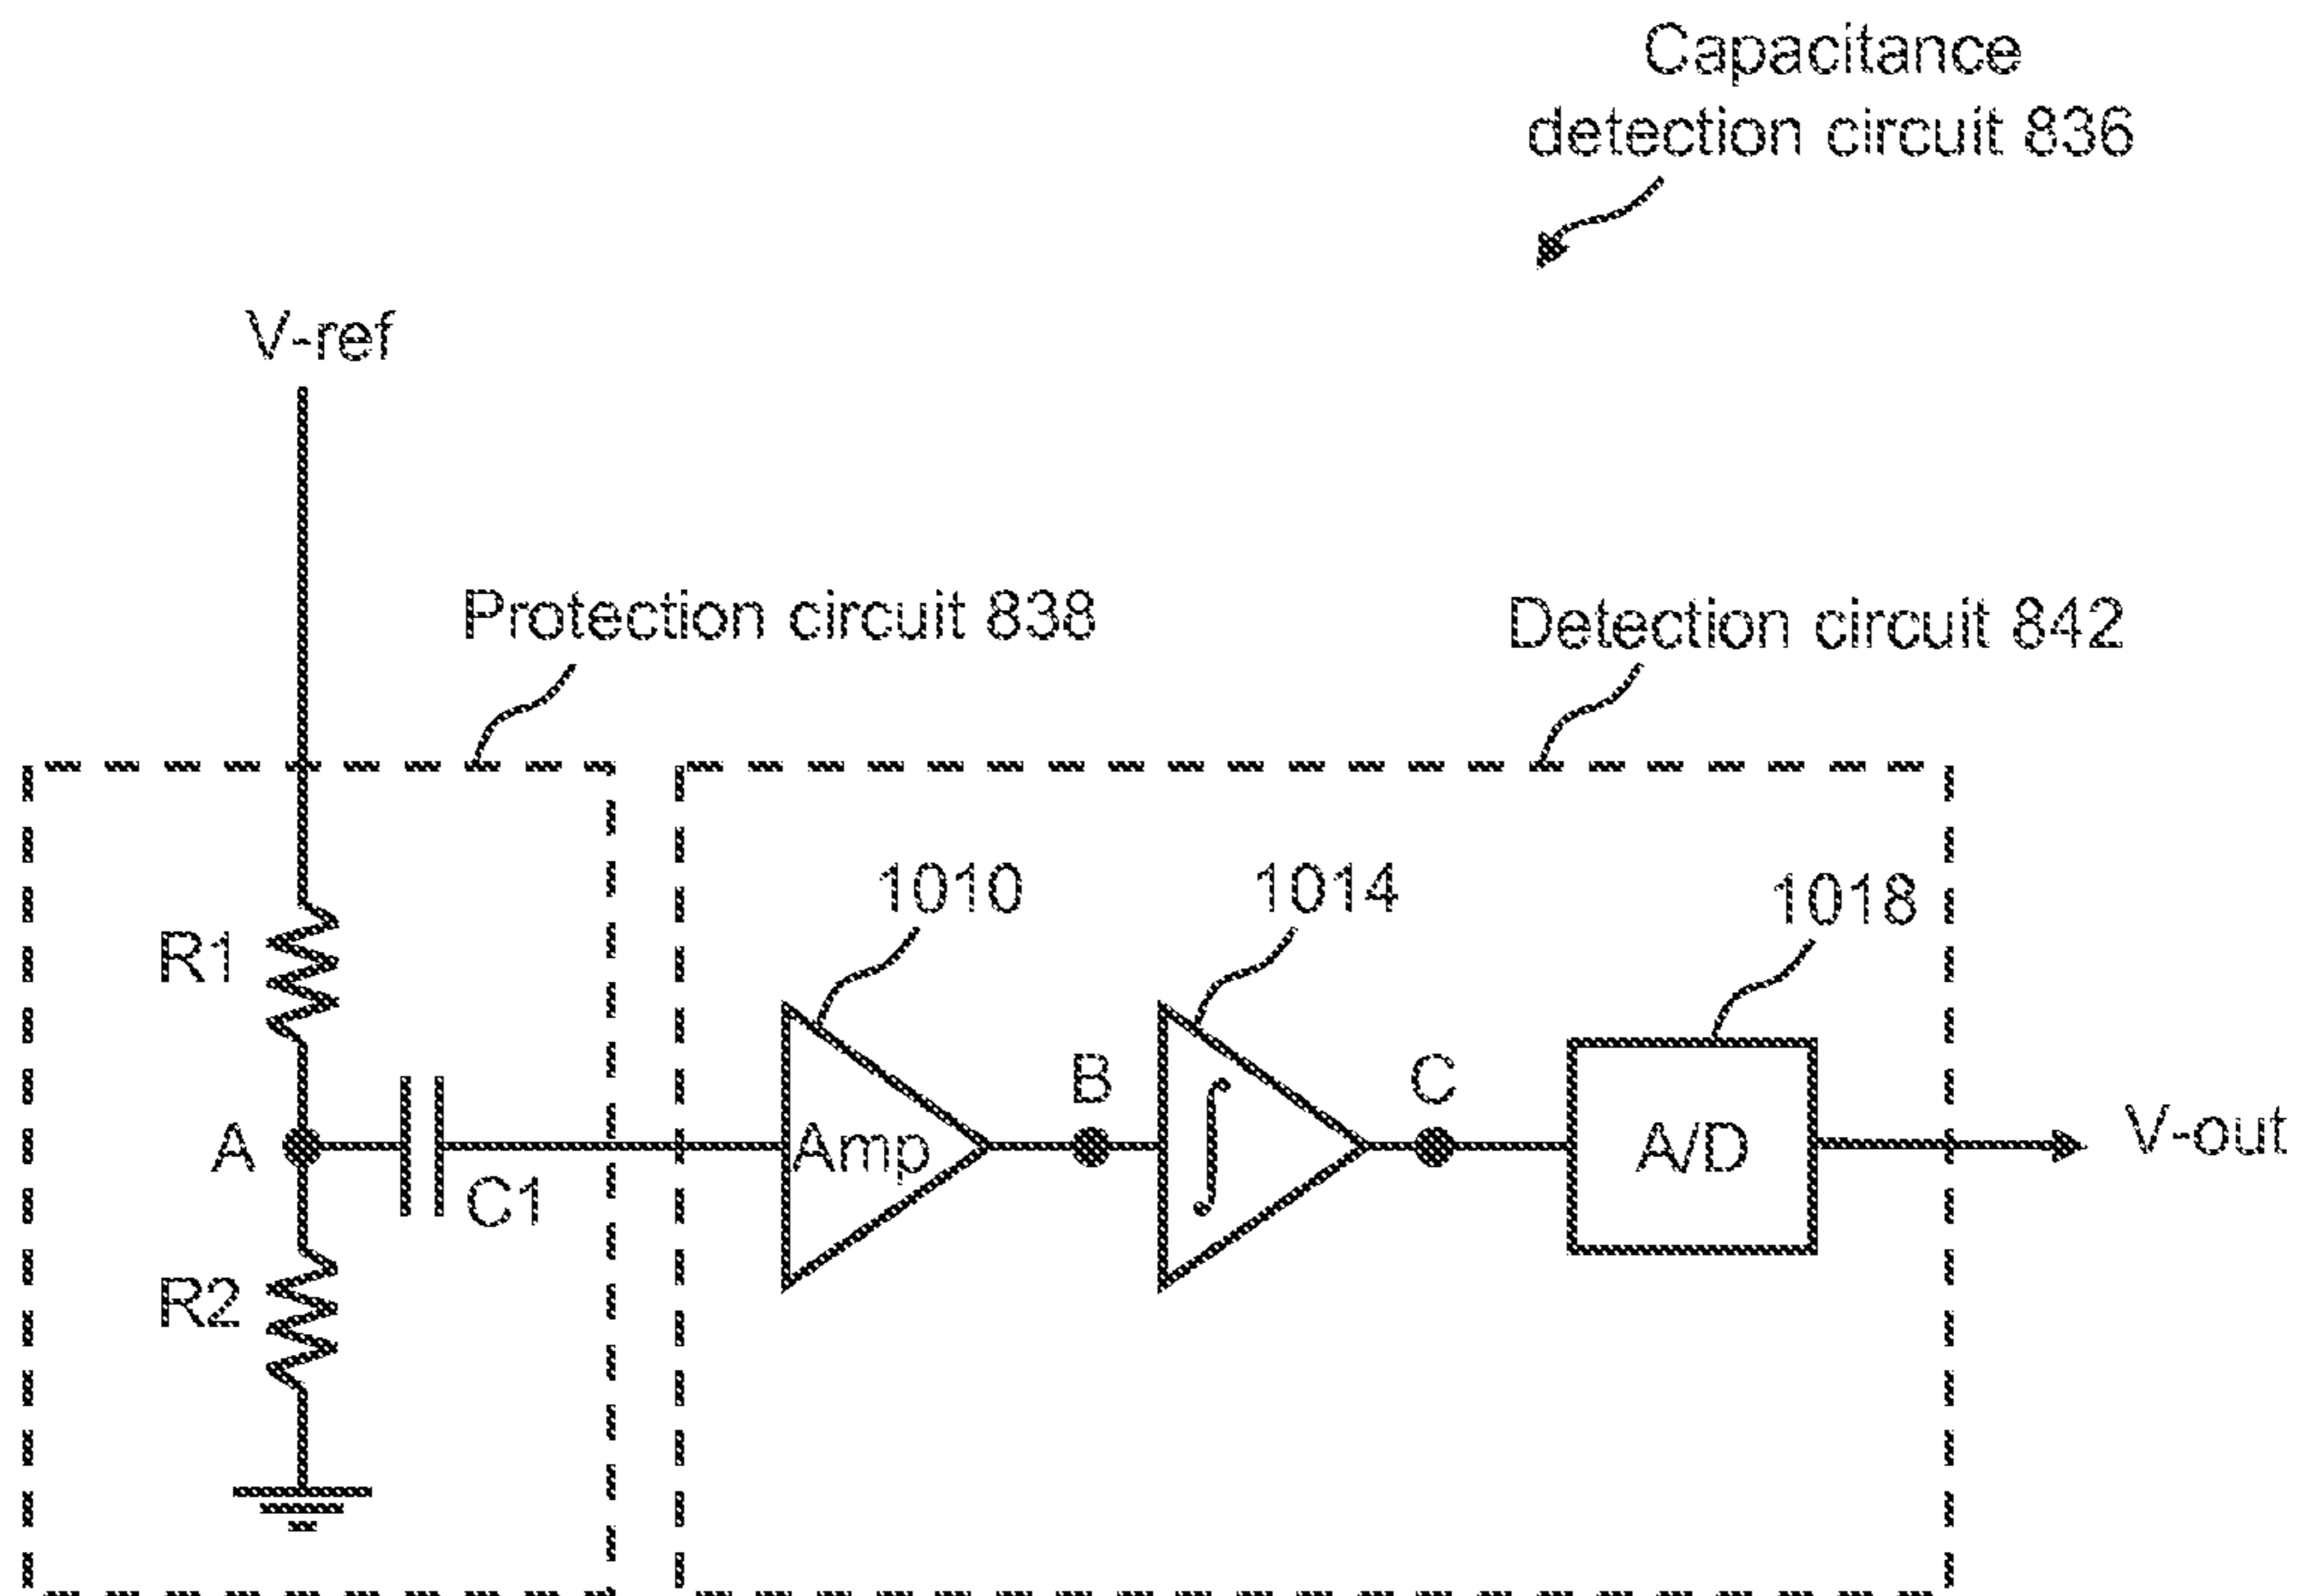 Capacitance
detection circuit 836
V-ref
Protection circuit 838
Detection circuit 842
1010
1014
1018
R1
A
C1
Amp
B
∫
C
A/D
V-out
R2